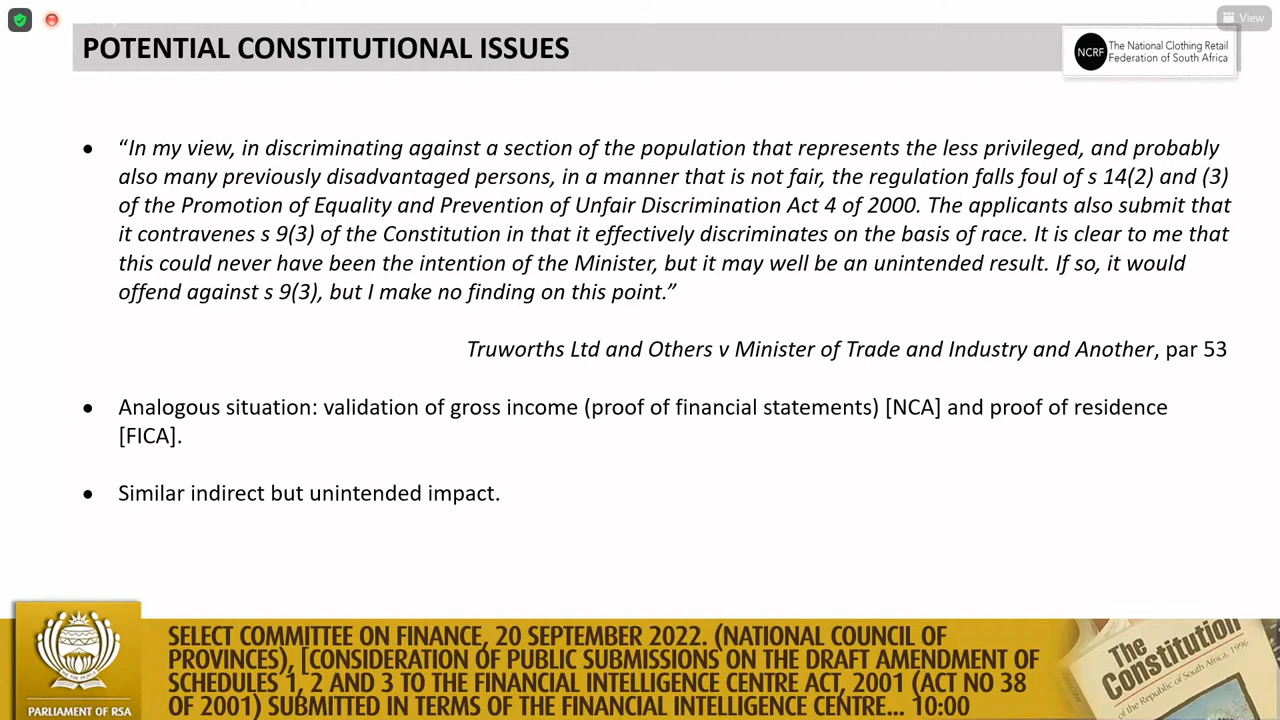 View
POTENTIAL CONSTITUTIONAL ISSUES
NCRF
The National Clothing Retail
Federation of South Africa
• “In my view, in discriminating against a section of the population that represents the less privileged, and probably
also many previously disadvantaged persons, in a manner that is not fair, the regulation falls foul of s 14(2) and (3)
of the Promotion of Equality and Prevention of Unfair Discrimination Act 4 of 2000. The applicants also submit that
it contravenes s 9(3) of the Constitution in that it effectively discriminates on the basis of race. It is clear to me that
this could never have been the intention of the Minister, but it may well be an unintended result. If so, it would
offend against s 9(3), but I make no finding on this point.”
Truworths Ltd and Others v Minister of Trade and Industry and Another, par 53
• Analogous situation: validation of gross income (proof of financial statements) [NCA] and proof of residence
[FICA].
• Similar indirect but unintended impact.
SELECT COMMITTEE ON FINANCE, 20 SEPTEMBER 2022. (NATIONAL COUNCIL OF
PROVINCES), [CONSIDERATION OF PUBLIC SUBMISSIONS ON THE DRAFT AMENDMENT OF
SCHEDULES 1, 2 AND 3 TO THE FINANCIAL INTELLIGENCE CENTRE ACT, 2001 (ACT NO 38
OF 2001) SUBMITTED IN TERMS OF THE FINANCIAL INTELLIGENCE CENTRE... 10:00
PARLIAMENT OF RSA
The
Constitution
of the Republic of South Africa, 1996